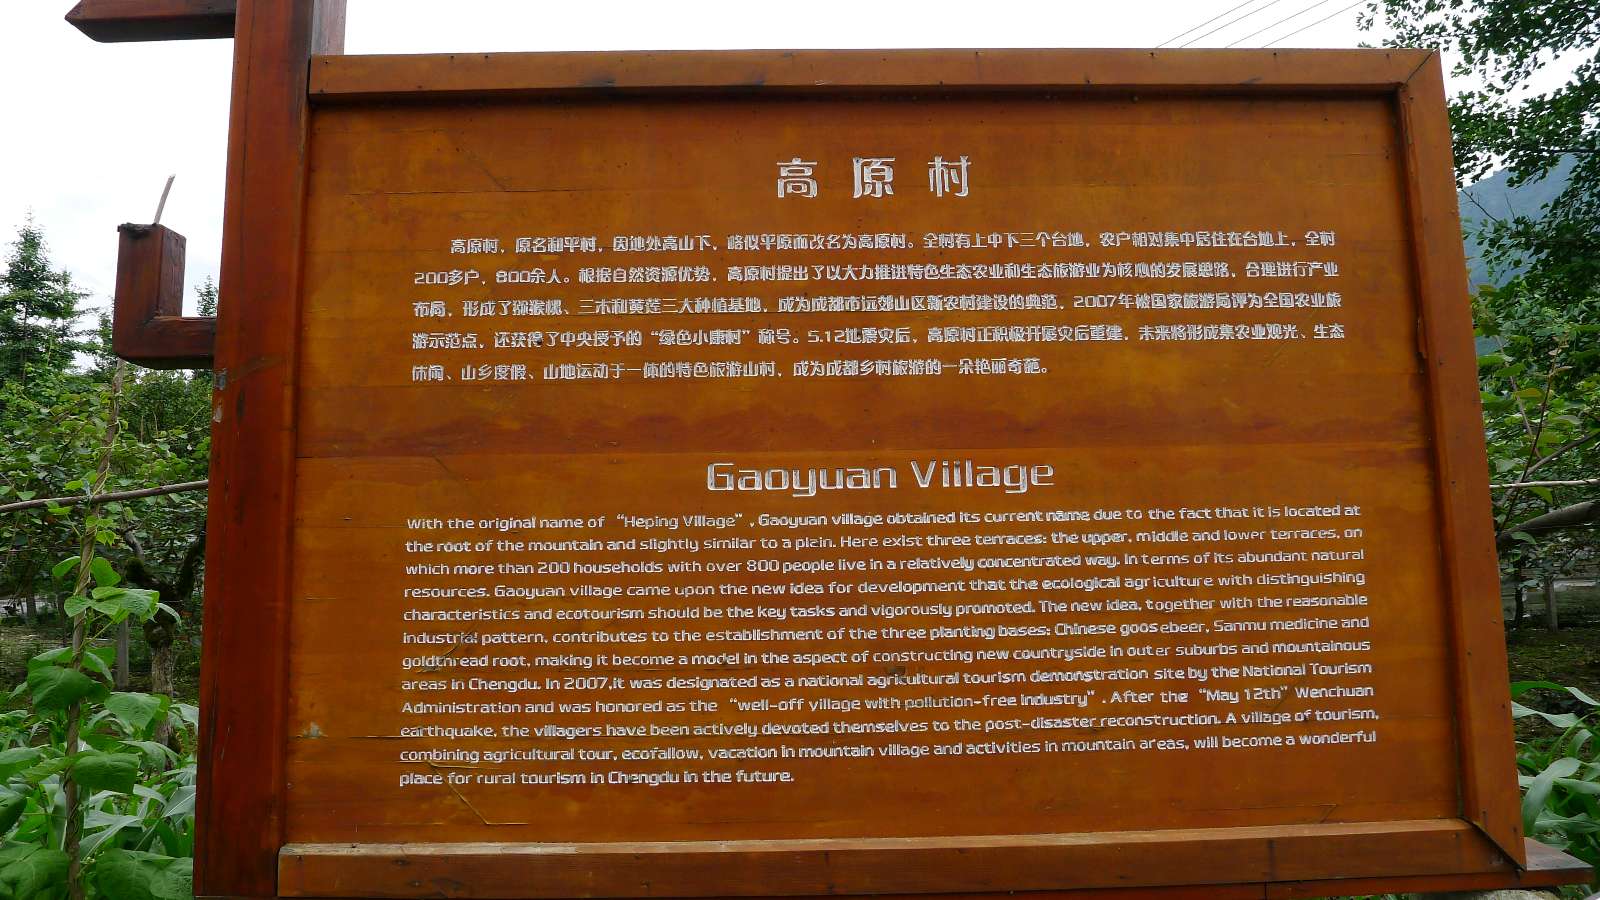 高原村
高原村，原名和平村，因地处高山下，略似平原而改名为高原村。全村有上中下三个台地，农户相对集中居住在台地上，全村
200多户，800余人。根据自然资源优势，高原村提出了以大力推进特色生态农业和生态旅游业为核心的发展思路，合理进行产业
布局，形成了猕猴桃、三木和黄莲三大种植基地，成为成都市远郊山区新农村建设的典范，2007年被国家旅游局评为全国农业旅
游示范点，还获得了中央授予的“绿色小康村”称号。5.12地震灾后，高原村正积极开展灾后重建，未来将形成集农业观光、生态
休闲、山乡度假、山地运动于一体的特色旅游山村，成为成都乡村旅游的一朵艳丽奇葩。
Gaoyuan Viilage
With the original name of “Heping Village”, Gaoyuan village obtained its current name due to the fact that it is located at
the root of the mountain and slightly similar to a plain. Here exist three terraces: the upper, middle and lower terraces, on
which more than 200 households with over 800 people live in a relatively concentrated way. In terms of its abundant natural
resources. Gaoyuan village came upon the new idea for development that the ecological agriculture with distinguishing
characteristics and ecotourism should be the key tasks and vigorously promoted. The new idea, together with the reasonable
industrial pattern, contributes to the establishment of the three planting bases: Chinese goosebeer, Sanmu medicine and
goldthread root, making it become a model in the aspect of constructing new countryside in outer suburbs and mountainous
areas in Chengdu. In 2007,it was designated as a national agricultural tourism demonstration site by the National Tourism
Administration and was honored as the “well-off yillage with pollution-free industry”. After the “May 12th” Wenchuan
earthquake, the villagers have been actively devoted themselves to the post-disaster reconstruction. A village of tourism,
combining agricultural tour, ecofallow, vacation in mountain village and activities in mountain areas, will become a wonderful
place for rural tourism in Chengdu in the future.